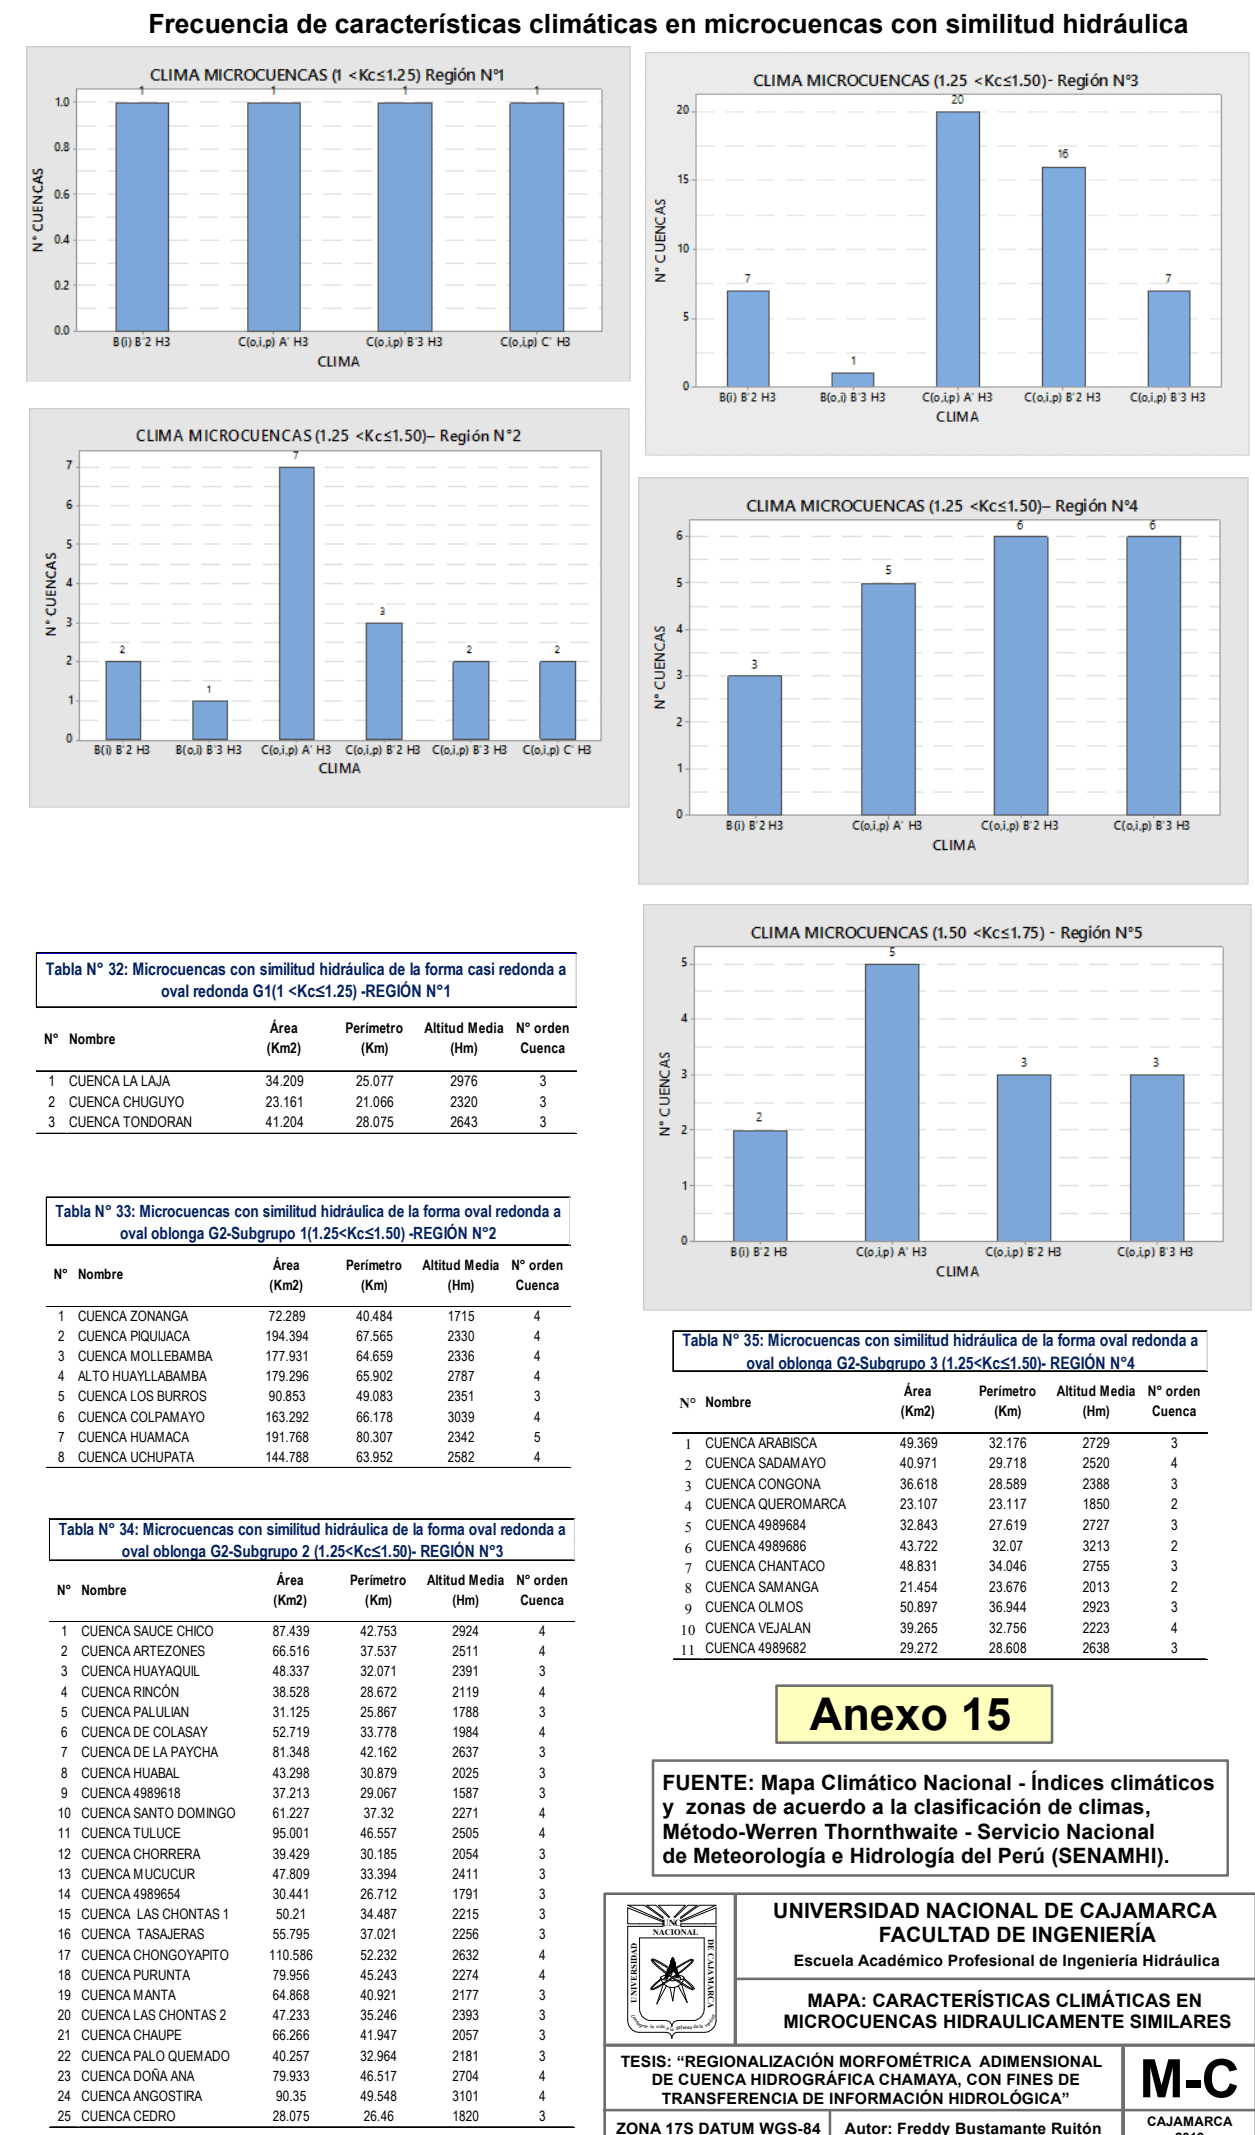 Frecuencia de características climáticas en microcuencas con similitud hidráulica
CLIMA MICROCUENCAS (1 <Kc≤1.25) Región N°1
N° CUENCAS
1.0
0.8
0.6
0.4
0.2
0.0
1 1 1 1
B(i) B'2 H3 C(o,i,p) A' H3 C(o,i,p) B'3 H3 C(o,i,p) C' H3
CLIMA
CLIMA MICROCUENCAS (1.25 <Kc≤1.50)- Región N°3
N° CUENCAS
20
15
10
5
0
7 1 20 16 7
B(i) B'2 H3 B(o,i) B'3 H3 C(o,i,p) A' H3 C(o,i,p) B'2 H3 C(o,i,p) B'3 H3
CLIMA
CLIMA MICROCUENCAS (1.25 <Kc≤1.50)– Región N°2
N° CUENCAS
7
6
5
4
3
2
1
0
2 1 7 3 2 2
B(i) B'2 H3 B(o,i) B'3 H3 C(o,i,p) A' H3 C(o,i,p) B'2 H3 C(o,i,p) B'3 H3 C(o,i,p) C' H3
CLIMA
CLIMA MICROCUENCAS (1.25 <Kc≤1.50)– Región N°4
N° CUENCAS
6
5
4
3
2
1
0
3 5 6 6
B(i) B'2 H3 C(o,i,p) A' H3 C(o,i,p) B'2 H3 C(o,i,p) B'3 H3
CLIMA
CLIMA MICROCUENCAS (1.50 <Kc≤1.75) - Región N°5
N° CUENCAS
5
4
3
2
1
0
2 5 3 3
B(i) B'2 H3 C(o,i,p) A' H3 C(o,i,p) B'2 H3 C(o,i,p) B'3 H3
CLIMA
Tabla N° 32: Microcuencas con similitud hidráulica de la forma casi redonda a
oval redonda G1(1 <Kc≤1.25) -REGIÓN N°1
N° Nombre Área (Km2) Perímetro (Km) Altitud Media (Hm) N° orden Cuenca
1 CUENCA LA LAJA 34.209 25.077 2976 3
2 CUENCA CHUGUYO 23.161 21.066 2320 3
3 CUENCA TONDORAN 41.204 28.075 2643 3
Tabla N° 33: Microcuencas con similitud hidráulica de la forma oval redonda a
oval oblonga G2-Subgrupo 1(1.25<Kc≤1.50) -REGIÓN N°2
N° Nombre Área (Km2) Perímetro (Km) Altitud Media (Hm) N° orden Cuenca
1 CUENCA ZONANGA 72.289 40.484 1715 4
2 CUENCA PIQUIJACA 194.394 67.565 2330 4
3 CUENCA MOLLEBAMBA 177.931 64.659 2336 4
4 ALTO HUAYLLABAMBA 179.296 65.902 2787 4
5 CUENCA LOS BURROS 90.853 49.083 2351 3
6 CUENCA COLPAMAYO 163.292 66.178 3039 4
7 CUENCA HUAMACA 191.768 80.307 2342 5
8 CUENCA UCHUPATA 144.788 63.952 2582 4
Tabla N° 34: Microcuencas con similitud hidráulica de la forma oval redonda a
oval oblonga G2-Subgrupo 2 (1.25<Kc≤1.50)- REGIÓN N°3
N° Nombre Área (Km2) Perímetro (Km) Altitud Media (Hm) N° orden Cuenca
1 CUENCA SAUCE CHICO 87.439 42.753 2924 4
2 CUENCA ARTEZONES 66.516 37.537 2511 4
3 CUENCA HUAYAQUIL 48.337 32.071 2391 3
4 CUENCA RINCÓN 38.528 28.672 2119 4
5 CUENCA PALULIAN 31.125 25.867 1788 3
6 CUENCA DE COLASAY 52.719 33.778 1984 4
7 CUENCA DE LA PAYCHA 81.348 42.162 2637 3
8 CUENCA HUABAL 43.298 30.879 2025 3
9 CUENCA 4989618 37.213 29.067 1587 3
10 CUENCA SANTO DOMINGO 61.227 37.32 2271 4
11 CUENCA TULUCE 95.001 46.557 2505 4
12 CUENCA CHORRERA 39.429 30.185 2054 3
13 CUENCA MUCUCUR 47.809 33.394 2411 3
14 CUENCA 4989654 30.441 26.712 1791 3
15 CUENCA LAS CHONTAS 1 50.21 34.487 2215 3
16 CUENCA TASAJERAS 55.795 37.021 2256 3
17 CUENCA CHONGOYAPITO 110.586 52.232 2632 4
18 CUENCA PURUNTA 79.956 45.243 2274 4
19 CUENCA MANTA 64.868 40.921 2177 3
20 CUENCA LAS CHONTAS 2 47.233 35.246 2393 3
21 CUENCA CHAUPE 66.266 41.947 2057 3
22 CUENCA PALO QUEMADO 40.257 32.964 2181 3
23 CUENCA DOÑA ANA 79.933 46.517 2704 4
24 CUENCA ANGOSTIRA 90.35 49.548 3101 4
25 CUENCA CEDRO 28.075 26.46 1820 3
Tabla N° 35: Microcuencas con similitud hidráulica de la forma oval redonda a
oval oblonga G2-Subgrupo 3 (1.25<Kc≤1.50)- REGIÓN N°4
N° Nombre Área (Km2) Perímetro (Km) Altitud Media (Hm) N° orden Cuenca
1 CUENCA ARABISCA 49.369 32.176 2729 3
2 CUENCA SADAMAYO 40.971 29.718 2520 4
3 CUENCA CONGONA 36.618 28.589 2388 3
4 CUENCA QUEROMARCA 23.107 23.117 1850 2
5 CUENCA 4989684 32.843 27.619 2727 3
6 CUENCA 4989686 43.722 32.07 3213 2
7 CUENCA CHANTACO 48.831 34.046 2755 3
8 CUENCA SAMANGA 21.454 23.676 2013 2
9 CUENCA OLMOS 50.897 36.944 2923 3
10 CUENCA VEJALAN 39.265 32.756 2223 4
11 CUENCA 4989682 29.272 28.608 2638 3
Anexo 15
FUENTE: Mapa Climático Nacional - Índices climáticos
y zonas de acuerdo a la clasificación de climas,
Método-Werren Thornthwaite - Servicio Nacional
de Meteorología e Hidrología del Perú (SENAMHI).
UNC
NACIONAL
UNIVERSIDAD
DE CAJAMARCA
UNIVERSIDAD NACIONAL DE CAJAMARCA
FACULTAD DE INGENIERÍA
Escuela Académico Profesional de Ingeniería Hidráulica
MAPA: CARACTERÍSTICAS CLIMÁTICAS EN
MICROCUENCAS HIDRAULICAMENTE SIMILARES
TESIS: “REGIONALIZACIÓN MORFOMÉTRICA ADIMENSIONAL
DE CUENCA HIDROGRÁFICA CHAMAYA, CON FINES DE
TRANSFERENCIA DE INFORMACIÓN HIDROLÓGICA”
M-C
ZONA 17S DATUM WGS-84
Autor: Freddy Bustamante Ruitón
CAJAMARCA